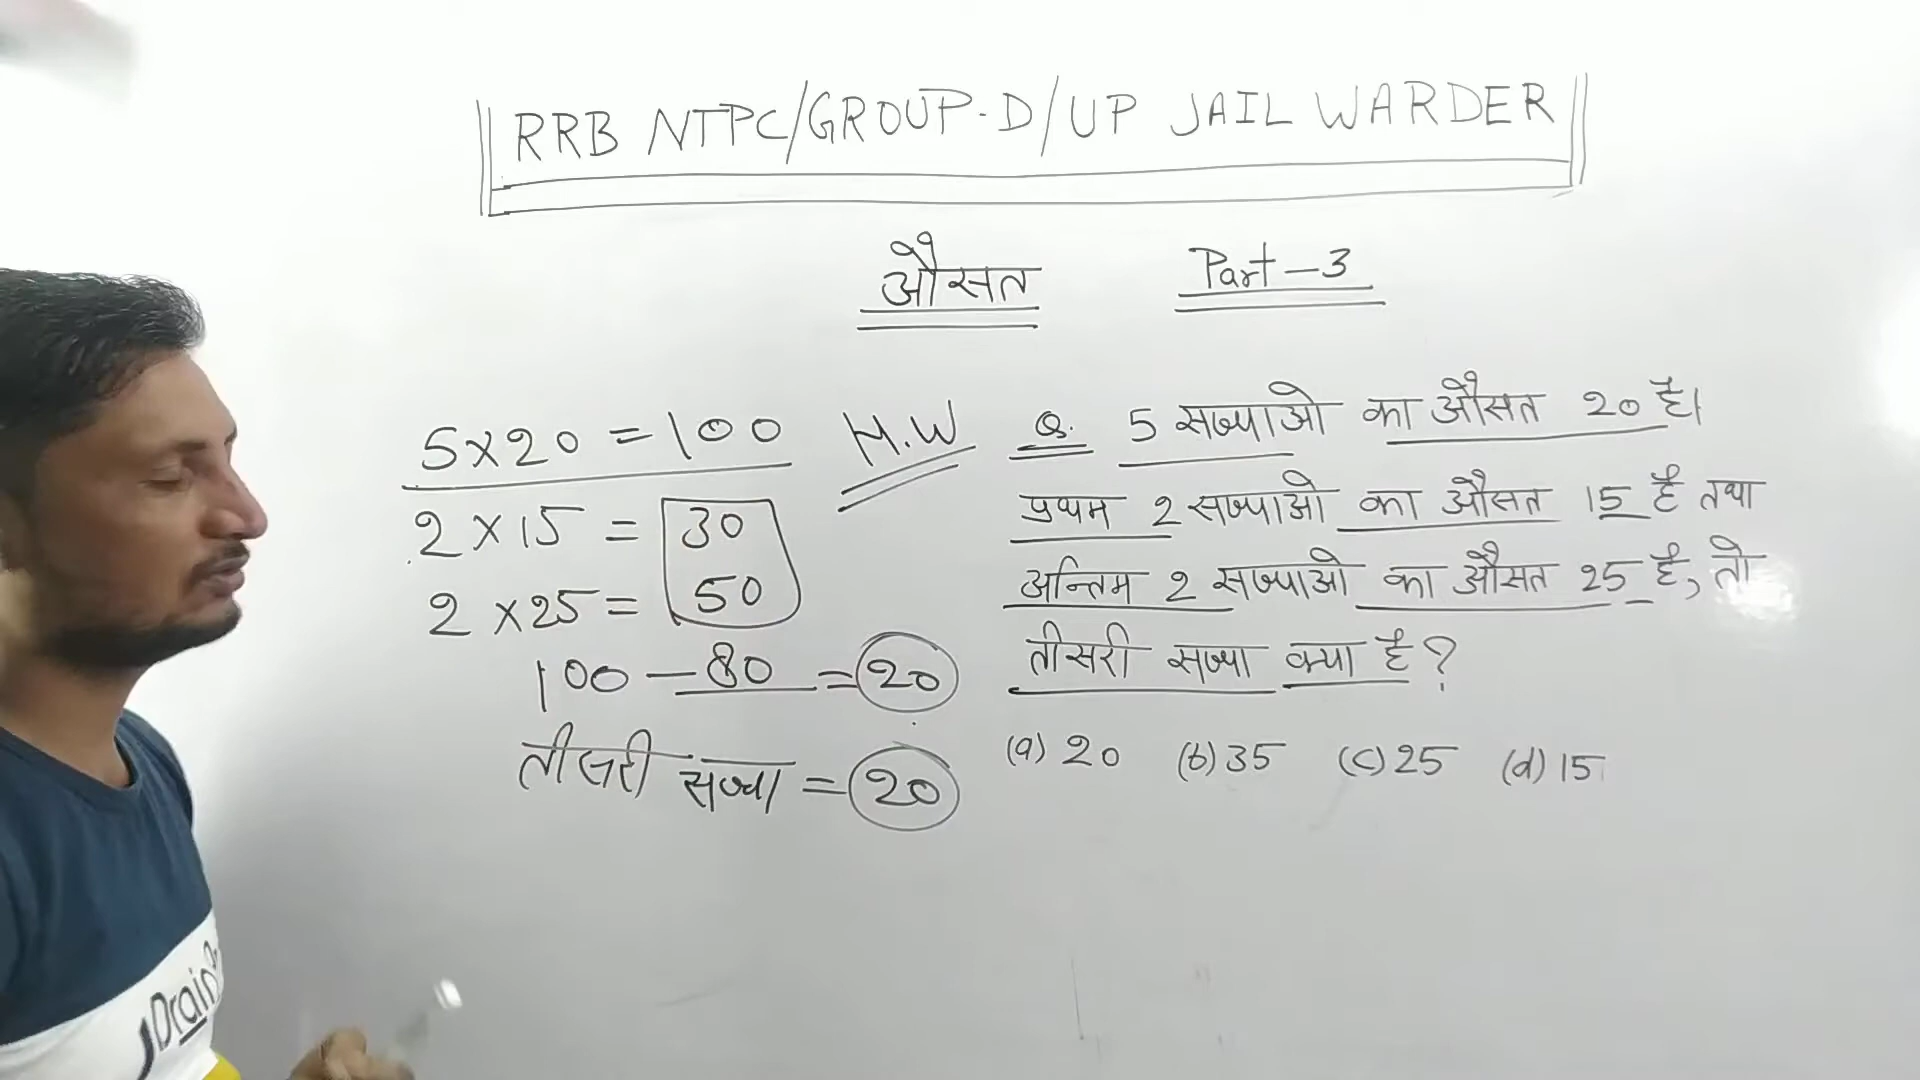 RRB NTPC/GROUP-D/UP JAIL WARDER
औसत Part-3
5x20 = 100
2 x 15 = 30
2 x25 = 50
100 - 80 = 20
तीसरी सख्या = 20
H.W
Q. 5 सख्याओ का औसत 20 है।
प्रथम 2 सख्याओ का औसत 15 है तथा
अन्तिम 2 सख्याओ का औसत 25 है, तो
तीसरी सख्या क्या है?
(a) 20 (b) 35 (c) 25 (d) 15